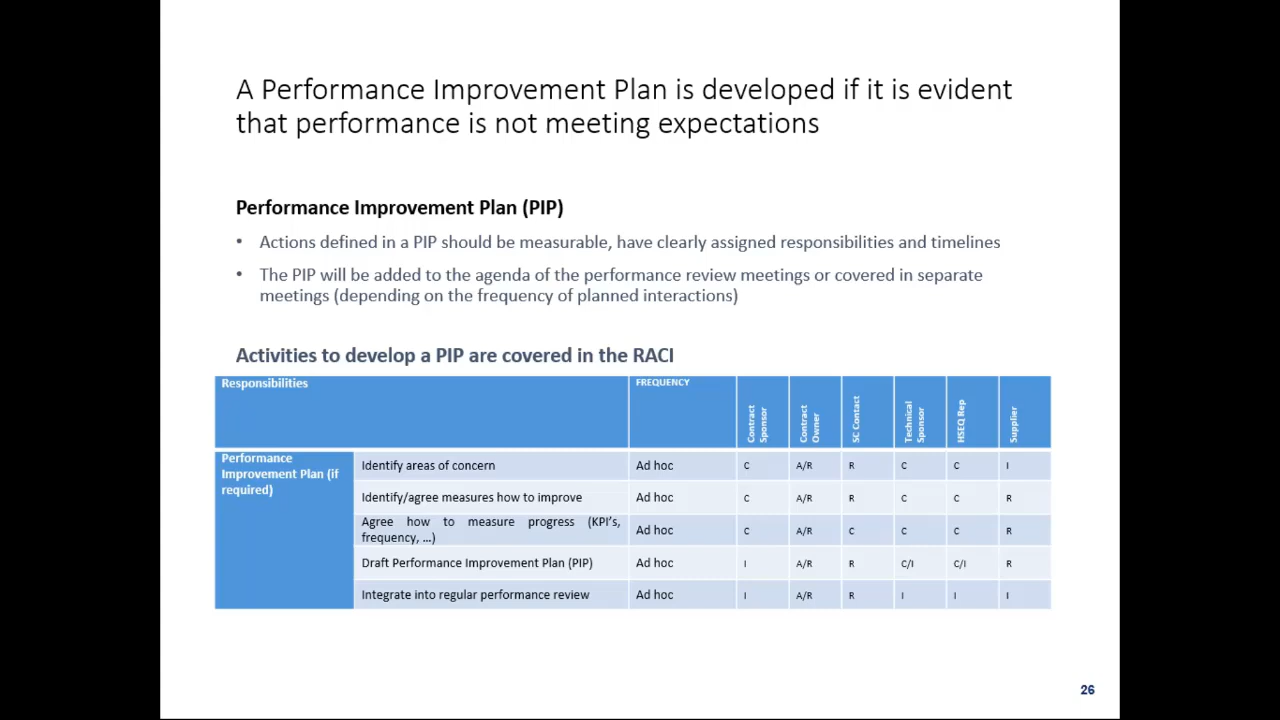 A Performance Improvement Plan is developed if it is evident
that performance is not meeting expectations
Performance Improvement Plan (PIP)
• Actions defined in a PIP should be measurable, have clearly assigned responsibilities and timelines
• The PIP will be added to the agenda of the performance review meetings or covered in separate
meetings (depending on the frequency of planned interactions)
Activities to develop a PIP are covered in the RACI
Responsibilities FREQUENCY Contract Sponsor Contract Owner SC Contact Technical Sponsor HSEQ Rep Supplier
Performance
Improvement Plan (if
required)
Identify areas of concern Ad hoc C A/R R C C I
Identify/agree measures how to improve Ad hoc C A/R R C C R
Agree how to measure progress (KPI's,
frequency, …) Ad hoc C A/R C C C R
Draft Performance Improvement Plan (PIP) Ad hoc I A/R R C/I C/I R
Integrate into regular performance review Ad hoc I A/R R I I I
26